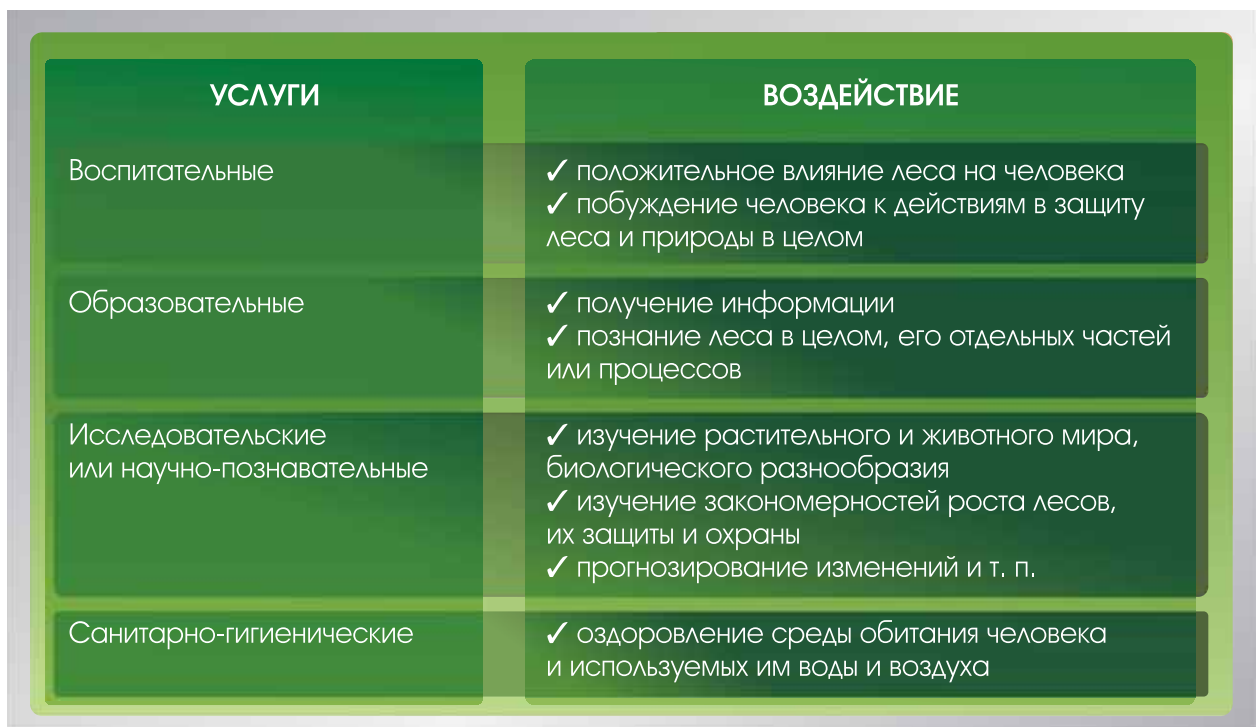 УСЛУГИ
ВОЗДЕЙСТВИЕ
Воспитательные
✓ положительное влияние леса на человека
✓ побуждение человека к действиям в защиту
леса и природы в целом
Образовательные
✓ получение информации
✓ познание леса в целом, его отдельных частей
или процессов
Исследовательские
или научно-познавательные
✓ изучение растительного и животного мира,
биологического разнообразия
✓ изучение закономерностей роста лесов,
их защиты и охраны
✓ прогнозирование изменений и т. п.
Санитарно-гигиенические
✓ оздоровление среды обитания человека
и используемых им воды и воздуха